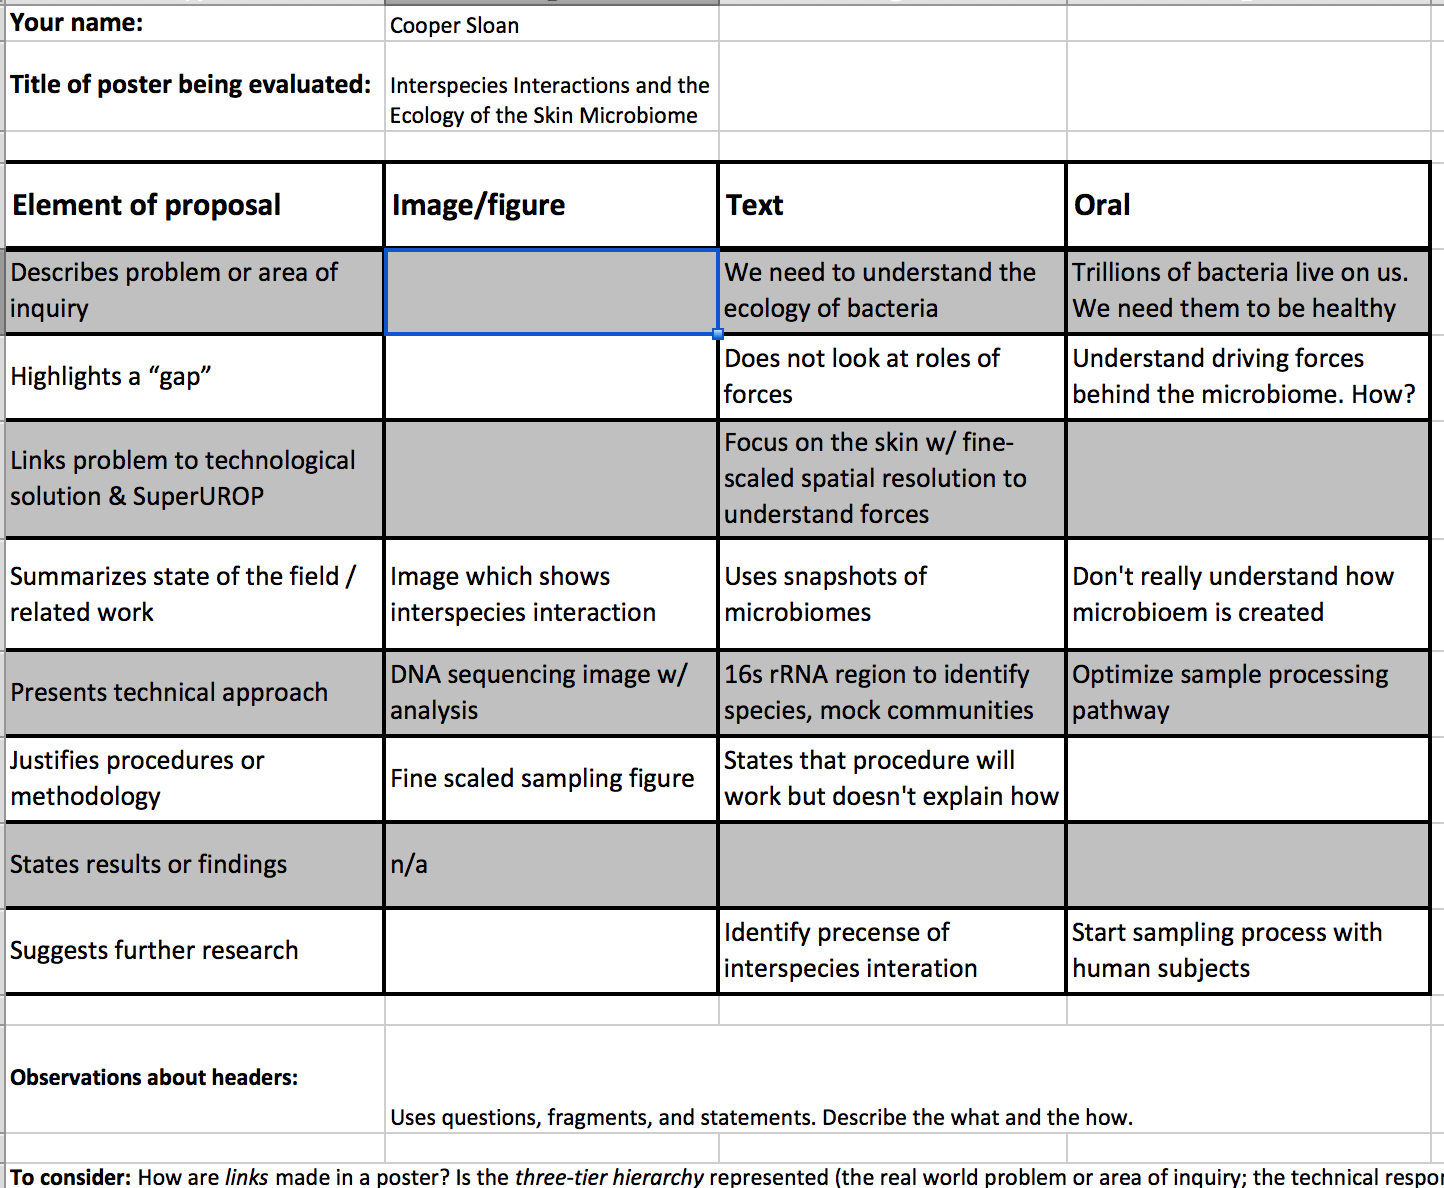 Your name: Cooper Sloan
Title of poster being evaluated: Interspecies Interactions and the
Ecology of the Skin Microbiome
Element of proposal Image/figure Text Oral
Describes problem or area of We need to understand the Trillions of bacteria live on us.
inquiry ecology of bacteria We need them to be healthy
Highlights a “gap” Does not look at roles of Understand driving forces
forces behind the microbiome. How?
Focus on the skin w/ fine-
Links problem to technological scaled spatial resolution to
solution & SuperUROP understand forces
Summarizes state of the field / Image which shows Uses snapshots of Don't really understand how
related work interspecies interaction microbiomes microbioem is created
Presents technical approach DNA sequencing image w/ 16s rRNA region to identify Optimize sample processing
analysis species, mock communities pathway
Justifies procedures or Fine scaled sampling figure States that procedure will
methodology work but doesn't explain how
States results or findings n/a
Suggests further research Identify precense of Start sampling process with
interspecies interation human subjects
Observations about headers:
Uses questions, fragments, and statements. Describe the what and the how.
To consider: How are links made in a poster? Is the three-tier hierarchy represented (the real world problem or area of inquiry; the technical